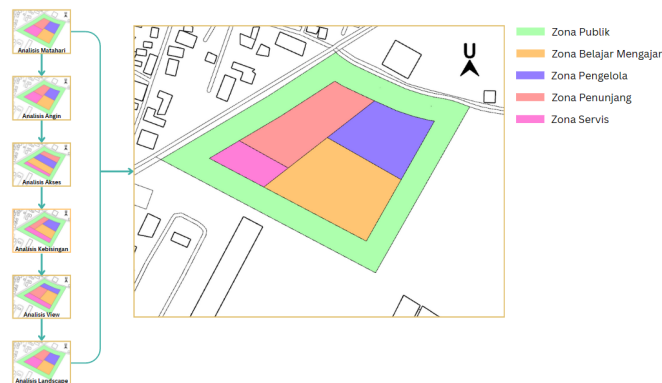 Analisis Matahari
Analisis Angin
Analisis Akses
Analisis Kebisingan
Analisis View
Analisis Landscape
U
Zona Publik
Zona Belajar Mengajar
Zona Pengelola
Zona Penunjang
Zona Servis